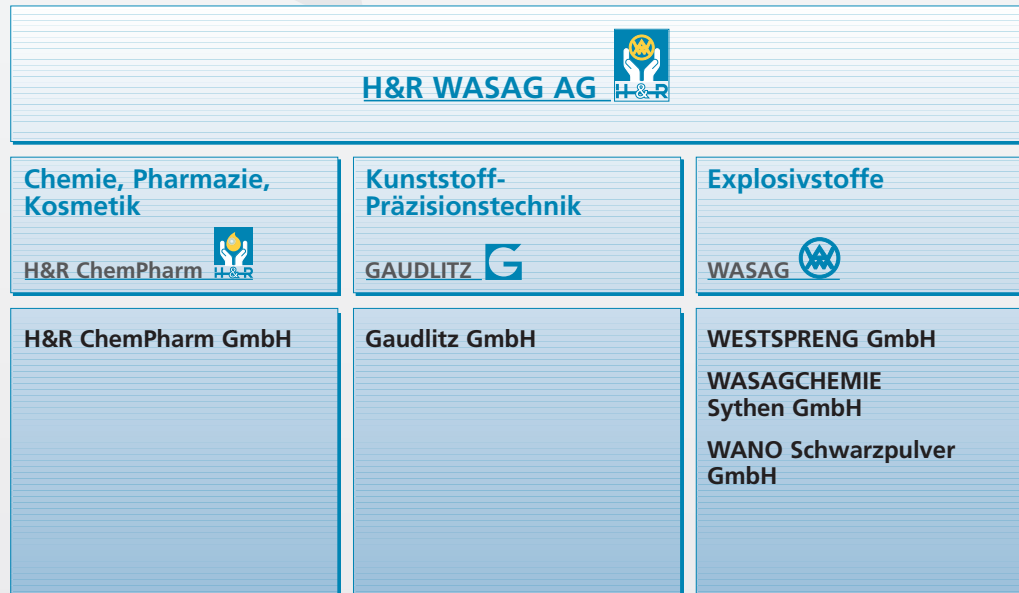 H&R WASAG AG
H&R
Chemie, Pharmazie,
Kosmetik
H&R ChemPharm
H&R
Kunststoff-
Präzisionstechnik
GAUDLITZ G
Explosivstoffe
WASAG
H&R ChemPharm GmbH
Gaudlitz GmbH
WESTSPRENG GmbH
WASAGCHEMIE
Sythen GmbH
WANO Schwarzpulver
GmbH